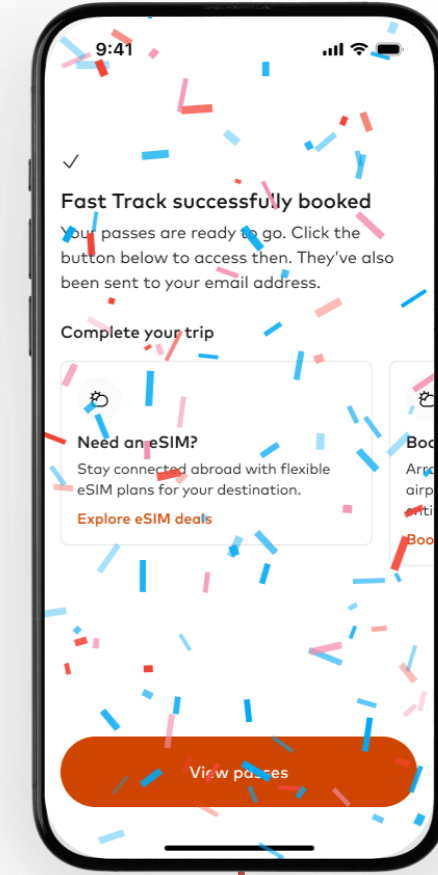 9:41
Fast Track successfully booked
Your passes are ready to go. Click the
button below to access then. They’ve also
been sent to your email address.
Complete your trip
Need an eSIM?
Stay connected abroad with flexible
eSIM plans for your destination.
Explore eSIM deals
View passes